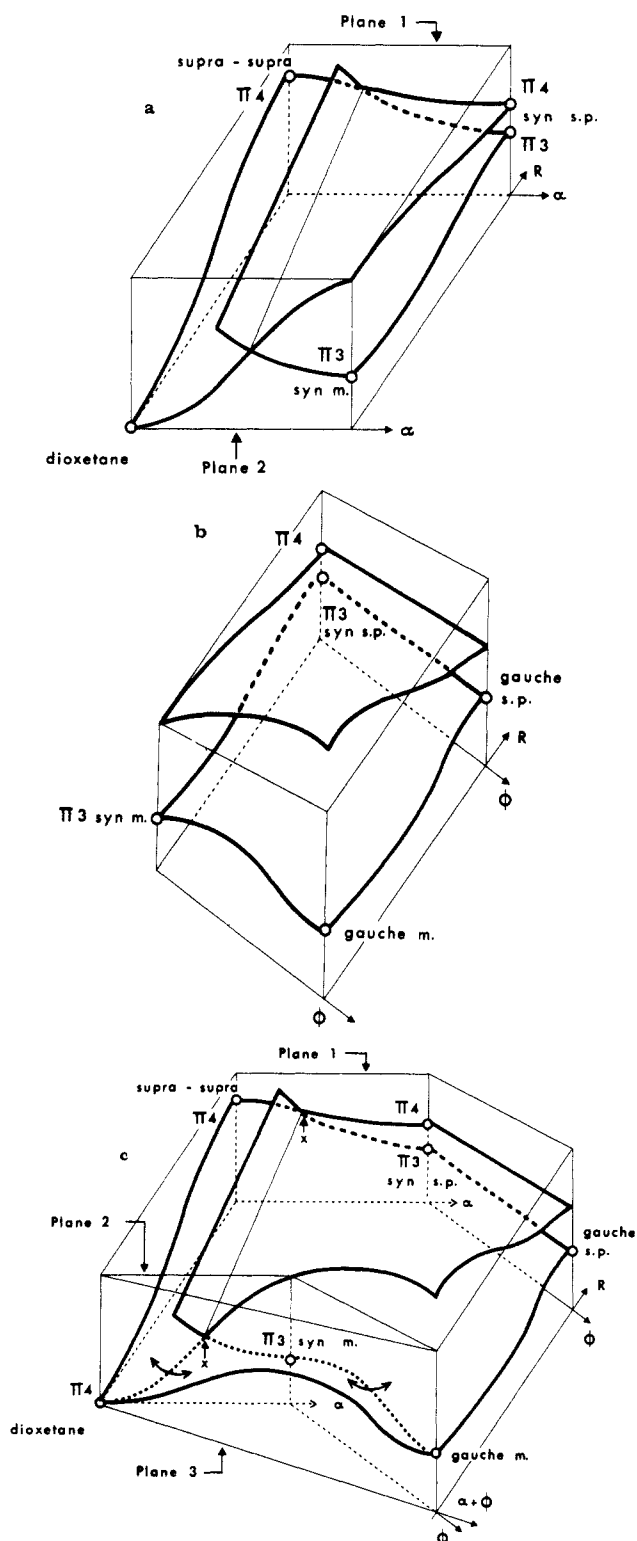 Plane 1
supra - supra
Π4
a
Π4
syn s.p.
Π3
R
α
Π3
syn m.
α
dioxetane
Plane 2
b
Π4
Π3
syn s.p.
gauche
s.p.
R
ϕ
Π3 syn m.
gauche m.
ϕ
Plane 1
supra - supra
Π4
Π4
x
c
Π3
syn s.p.
α
Plane 2
gauche
s.p.
R
Π3 syn m.
x
ϕ
Π4
α
dioxetane
gauche m.
Plane 3
α + ϕ
ϕ